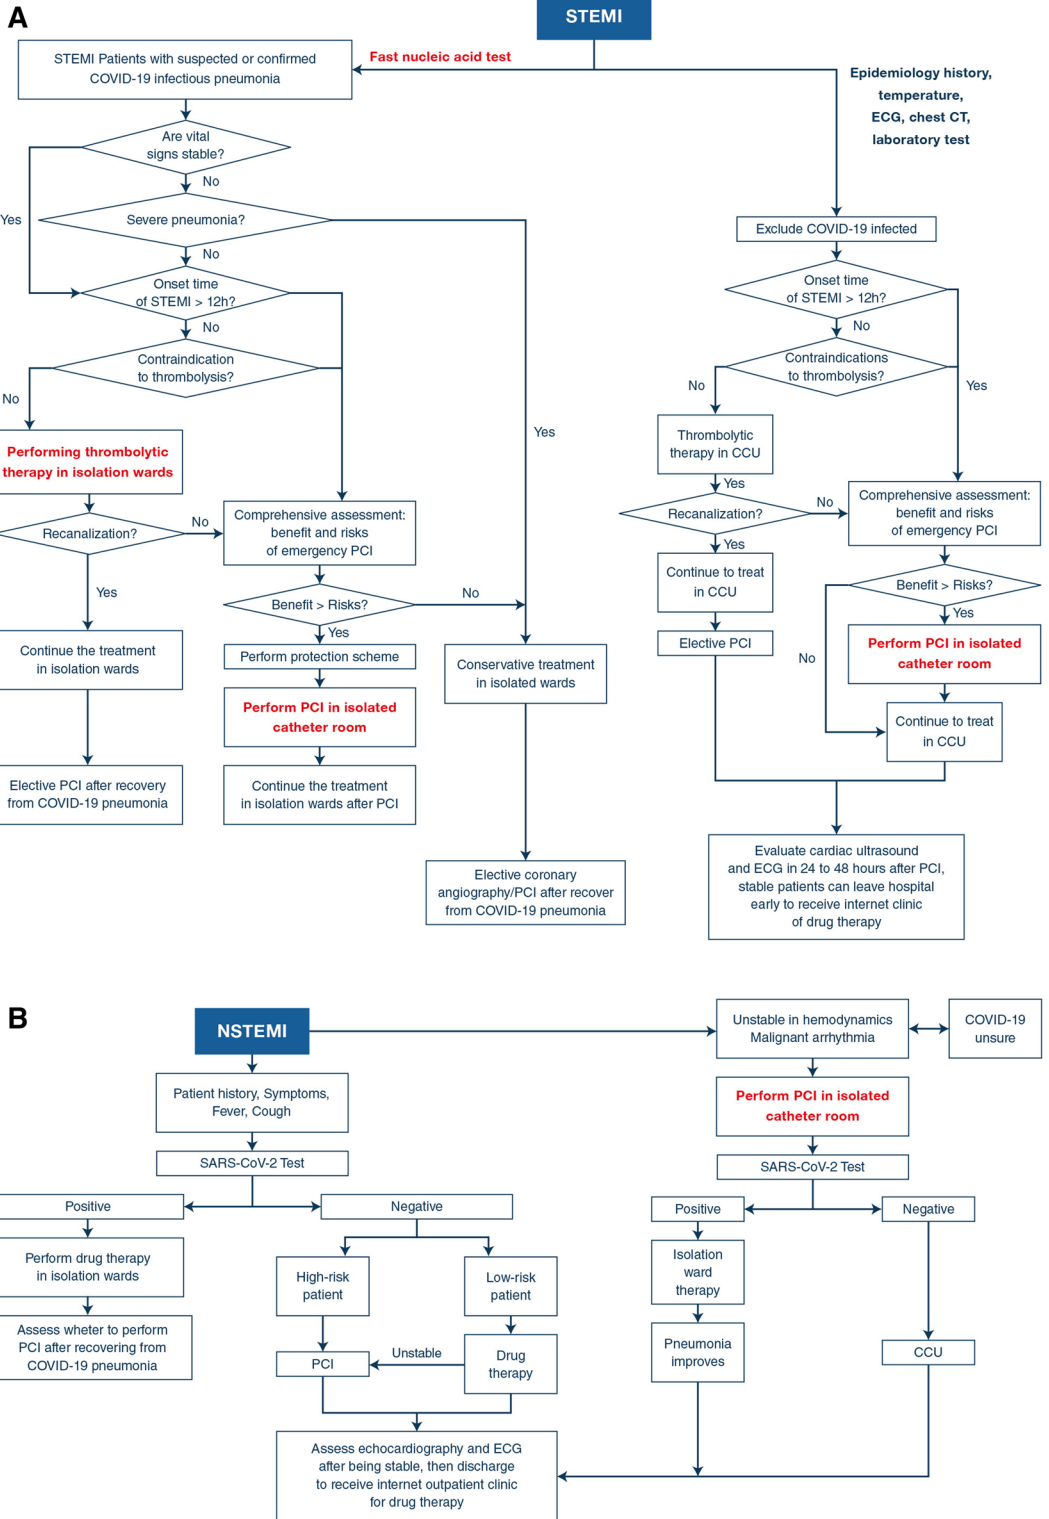 A
STEMI
Fast nucleic acid test
STEMI Patients with suspected or confirmed
COVID-19 infectious pneumonia
Epidemiology history,
temperature,
ECG, chest CT,
laboratory test
Are vital
signs stable?
No
Yes
Severe pneumonia?
No
Exclude COVID-19 infected
Onset time
of STEMI > 12h?
No
Onset time
of STEMI > 12h?
No
Contraindication
to thrombolysis?
No
Contraindications
to thrombolysis?
No
Yes
Yes
Performing thrombolytic
therapy in isolation wards
Thrombolytic
therapy in CCU
Yes
Recanalization?
No
Comprehensive assessment:
benefit and risks
of emergency PCI
Recanalization?
No
Comprehensive assessment:
benefit and risks
of emergency PCI
Yes
Yes
Benefit > Risks?
No
Yes
Continue to treat
in CCU
Benefit > Risks?
Yes
No
Continue the treatment
in isolation wards
Perform protection scheme
Conservative treatment
in isolated wards
Elective PCI
Perform PCI in isolated
catheter room
Perform PCI in isolated
catheter room
Continue to treat
in CCU
Elective PCI after recovery
from COVID-19 pneumonia
Continue the treatment
in isolation wards after PCI
Elective coronary
angiography/PCI after recover
from COVID-19 pneumonia
Evaluate cardiac ultrasound
and ECG in 24 to 48 hours after PCI,
stable patients can leave hospital
early to receive internet clinic
of drug therapy
B
NSTEMI
Unstable in hemodynamics
Malignant arrhythmia
COVID-19
unsure
Patient history, Symptoms,
Fever, Cough
Perform PCI in isolated
catheter room
SARS-CoV-2 Test
SARS-CoV-2 Test
Positive
Negative
Positive
Negative
Perform drug therapy
in isolation wards
High-risk
patient
Low-risk
patient
Isolation
ward
therapy
Assess wheter to perform
PCI after recovering from
COVID-19 pneumonia
PCI
Unstable
Drug
therapy
Pneumonia
improves
CCU
Assess echocardiography and ECG
after being stable, then discharge
to receive internet outpatient clinic
for drug therapy